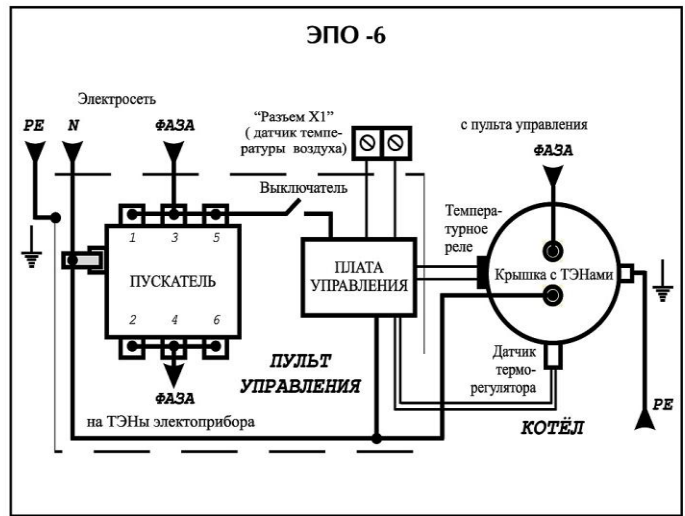 ЭПО -6
Электросеть
PE N ФАЗА
“Разъем X1”
( датчик темпе-
ратуры воздуха)
с пульта управления
ФАЗА
Выключатель
Темпера-
турное
реле
1 3 5
ПУСКАТЕЛЬ
2 4 6
ПЛАТА
УПРАВЛЕНИЯ
Крышка с ТЭНами
ПУЛЬТ
УПРАВЛЕНИЯ
Датчик
термо-
регулятора
ФАЗА
на ТЭНы электоприбора
КОТЁЛ
PE